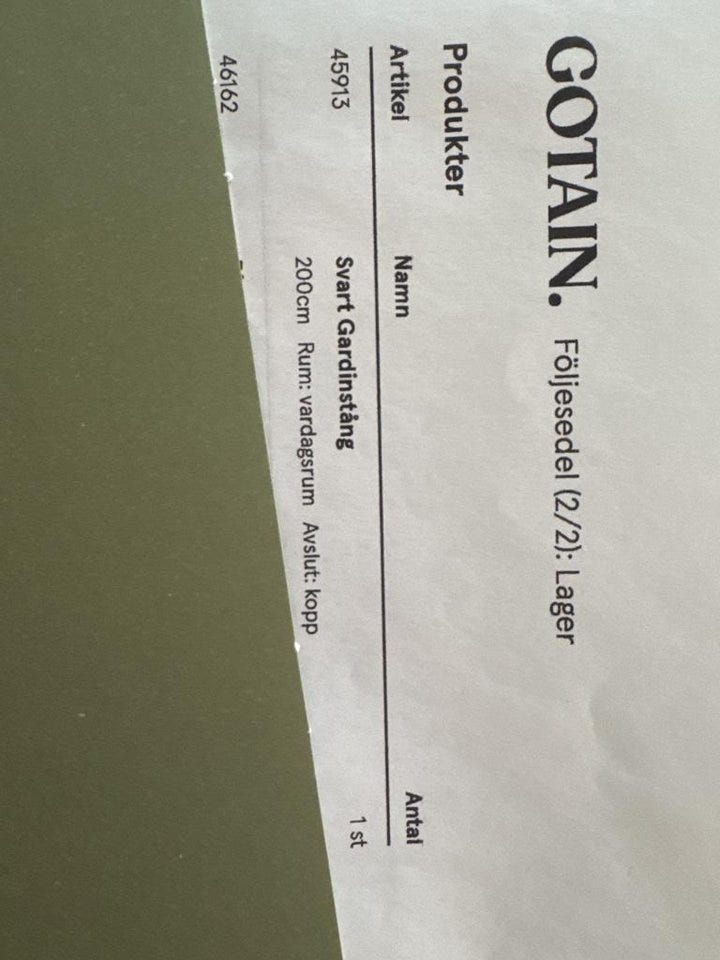 GOTAIN. Följesedel (2/2): Lager
Produkter
Artikel Namn Antal
45913 Svart Gardinstång 1 st
200cm Rum: vardagsrum Avslut: kopp
46162